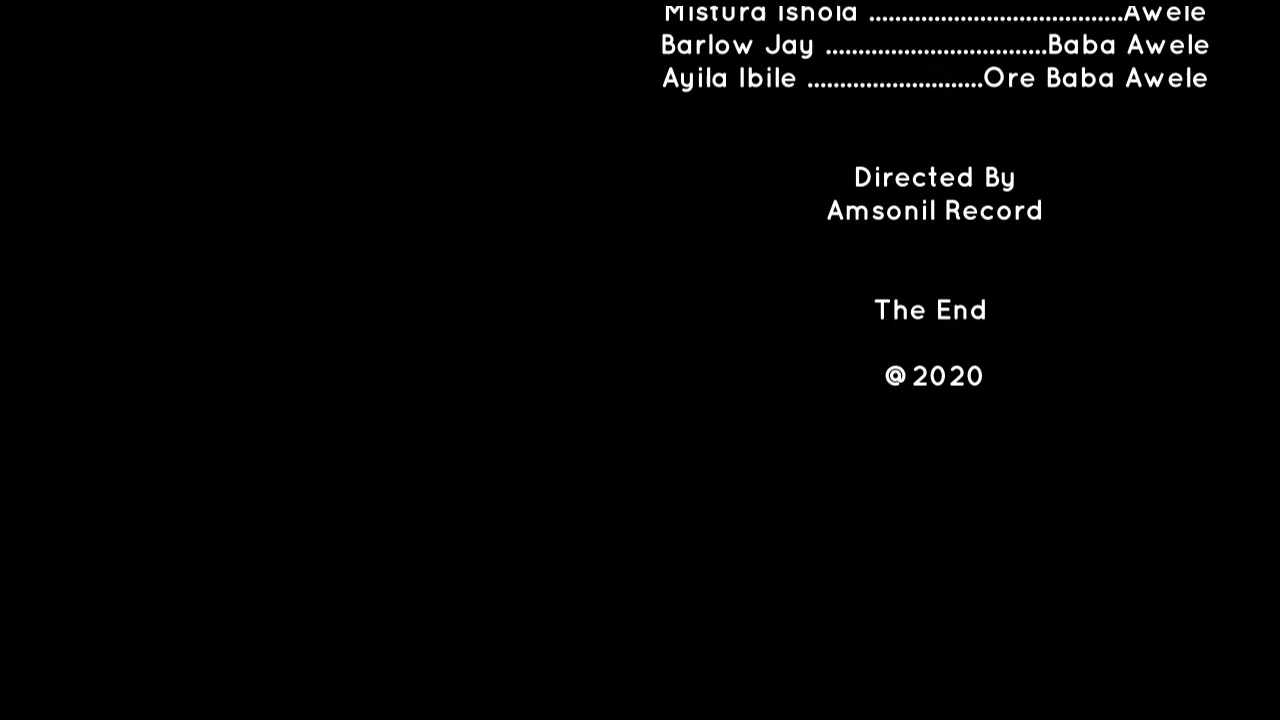 Mistura Ishola .......................................Awele
Barlow Jay ..................................Baba Awele
Ayila Ibile ...........................Ore Baba Awele
Directed By
Amsonil Record
The End
@ 2020